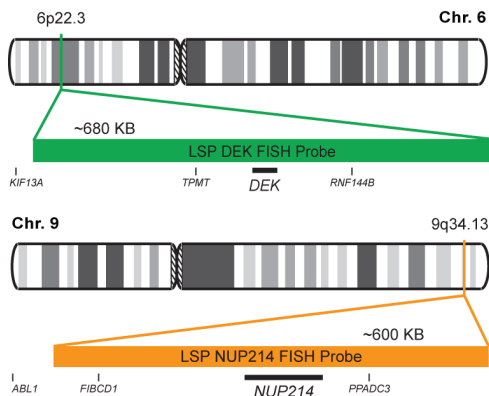 6p22.3
Chr. 6
~680 KB
LSP DEK FISH Probe
KIF13A
TPMT
DEK
RNF144B
Chr. 9
9q34.13
~600 KB
LSP NUP214 FISH Probe
ABL1
FIBCD1
NUP214
PPADC3